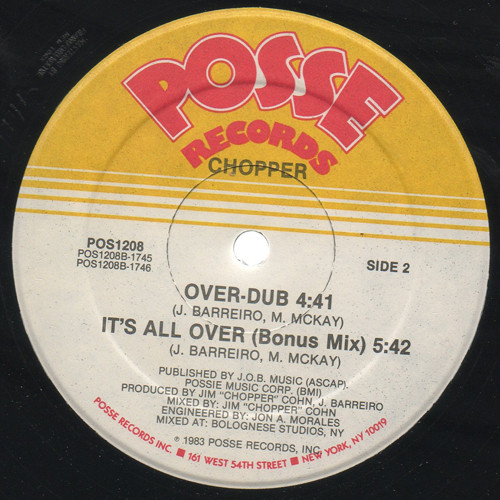 POSSE
RECORDS
CHOPPER
POS1208
POS1208B-1745
POS1208B-1746
SIDE 2
OVER-DUB 4:41
(J. BARREIRO, M. MCKAY)
IT'S ALL OVER (Bonus Mix) 5:42
(J. BARREIRO, M. MCKAY)
PUBLISHED BY J.O.B. MUSIC (ASCAP).
POSSIE MUSIC CORP. (BMI)
PRODUCED BY JIM "CHOPPER" COHN, J. BARREIRO
MIXED BY: JIM "CHOPPER" COHN
ENGINEERED BY: JON A. MORALES
MIXED AT: BOLOGNESE STUDIOS, NY
© 1983 POSSE RECORDS, INC.
POSSE RECORDS INC. ■ 161 WEST 54TH STREET ■ NEW YORK, NY 10019